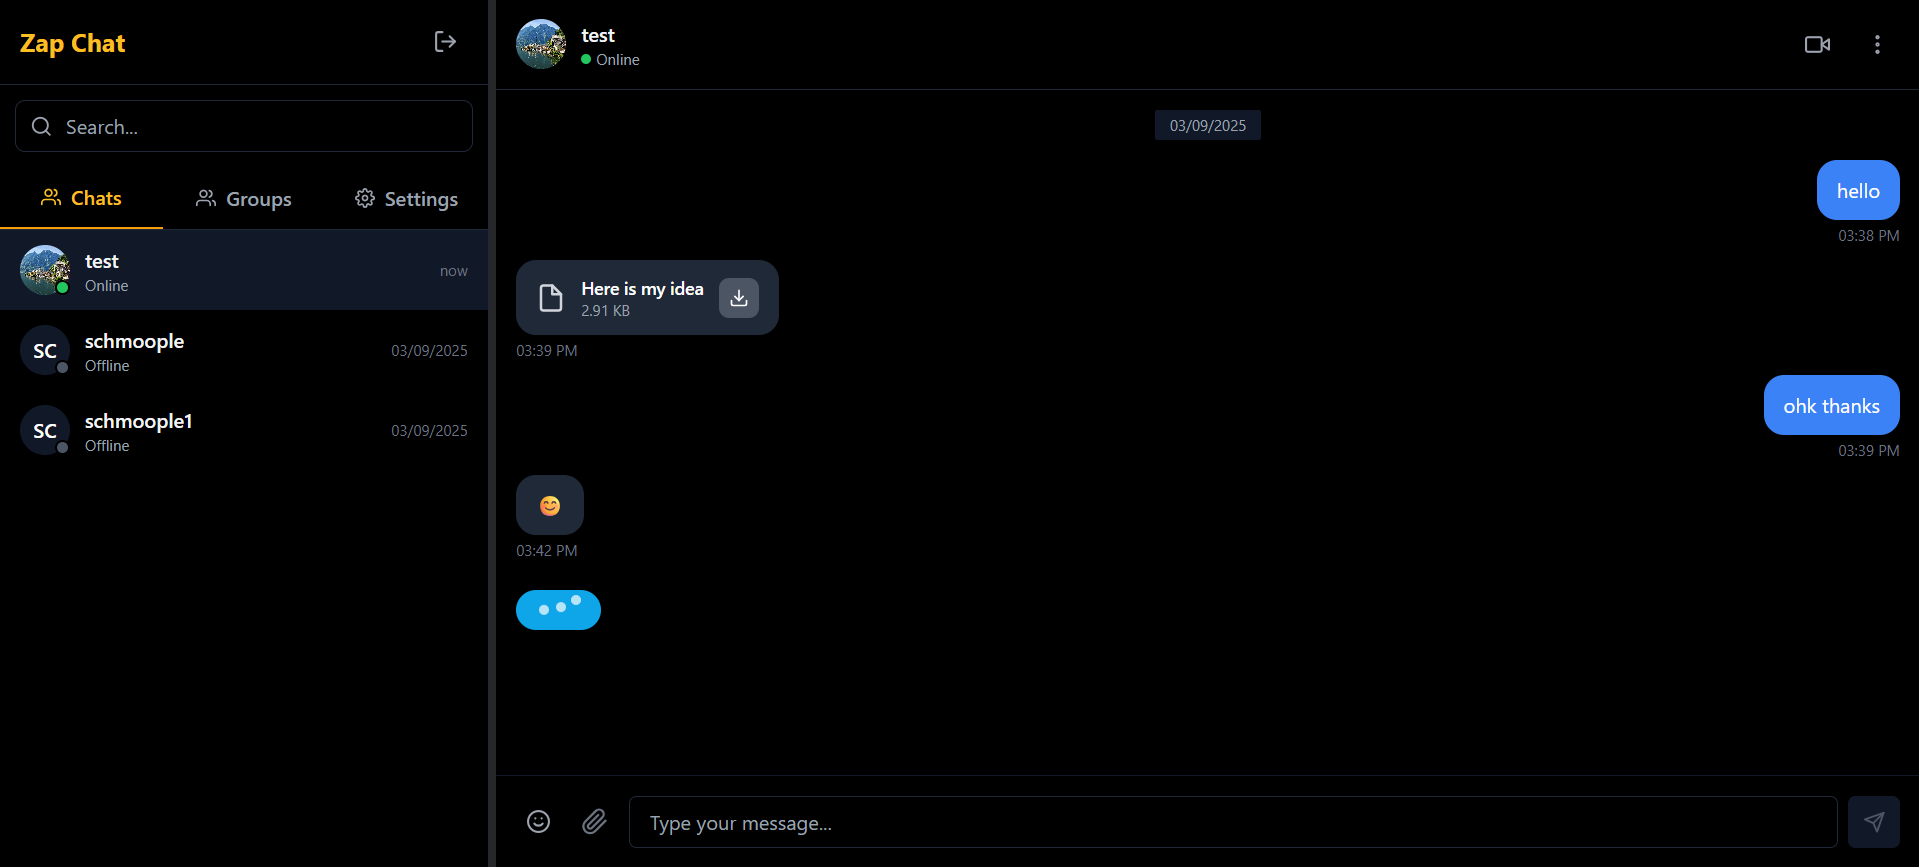 Zap Chat
Search...
Chats
Groups
Settings
test
Online
now
SC
schmoople
Offline
03/09/2025
SC
schmoople1
Offline
03/09/2025
test
Online
03/09/2025
hello
03:38 PM
Here is my idea
2.91 KB
03:39 PM
ohk thanks
03:39 PM
😊
03:42 PM
Type your message...